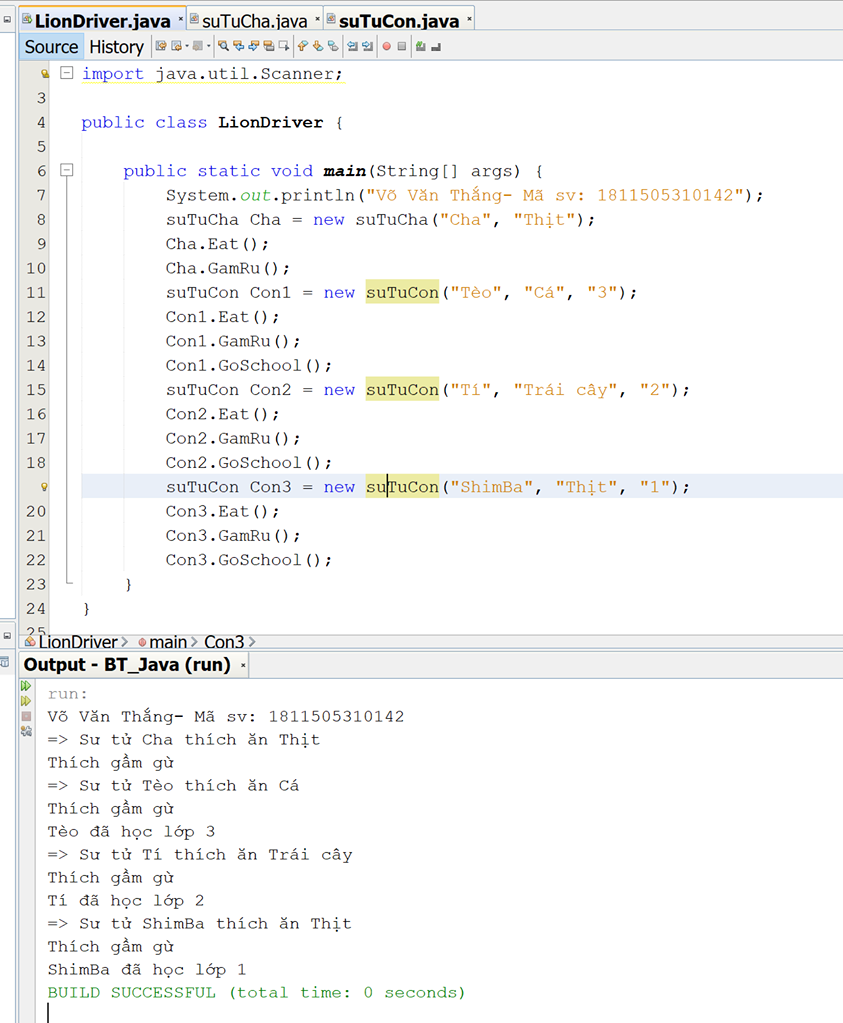 LionDriver.java × suTuCha.java × suTuCon.java ×
Source History
import java.util.Scanner;
3
4 public class LionDriver {
5
6 public static void main(String[] args) {
7 System.out.println("Võ Văn Thắng- Mã sv: 1811505310142");
8 suTuCha Cha = new suTuCha("Cha", "Thịt");
9 Cha.Eat();
10 Cha.GamRu();
11 suTuCon Con1 = new suTuCon("Tèo", "Cá", "3");
12 Con1.Eat();
13 Con1.GamRu();
14 Con1.GoSchool();
15 suTuCon Con2 = new suTuCon("Tí", "Trái cây", "2");
16 Con2.Eat();
17 Con2.GamRu();
18 Con2.GoSchool();
suTuCon Con3 = new suTuCon("ShimBa", "Thịt", "1");
20 Con3.Eat();
21 Con3.GamRu();
22 Con3.GoSchool();
23 }
24 }
25
LionDriver > main > Con3 >
Output - BT_Java (run) ×
run:
Võ Văn Thắng- Mã sv: 1811505310142
=> Sư tử Cha thích ăn Thịt
Thích gầm gừ
=> Sư tử Tèo thích ăn Cá
Thích gầm gừ
Tèo đã học lớp 3
=> Sư tử Tí thích ăn Trái cây
Thích gầm gừ
Tí đã học lớp 2
=> Sư tử ShimBa thích ăn Thịt
Thích gầm gừ
ShimBa đã học lớp 1
BUILD SUCCESSFUL (total time: 0 seconds)